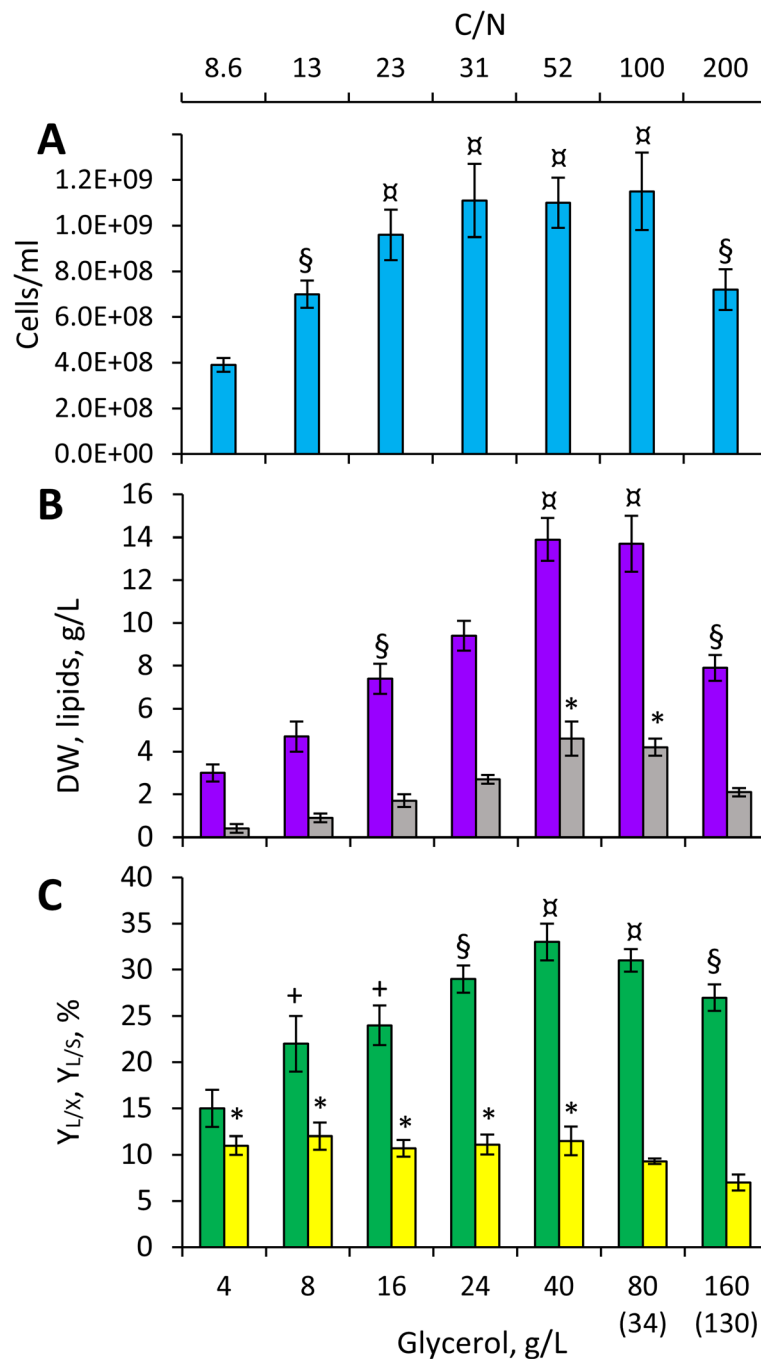 C/N
8.6 13 23 31 52 100 200
A
¤ ¤ ¤ ¤
§ §
1.2E+09
1.0E+09
8.0E+08
6.0E+08
4.0E+08
2.0E+08
0.0E+00
Cells/ml
B
16
14
12
10
8
6
4
2
0
DW, lipids, g/L
¤ ¤
§ §
* *
C
40
35
30
25
20
15
10
5
0
Y_L/X, Y_L/S, %
¤ ¤
§ §
+ +
* * * * *
4 8 16 24 40 80 160
(34) (130)
Glycerol, g/L